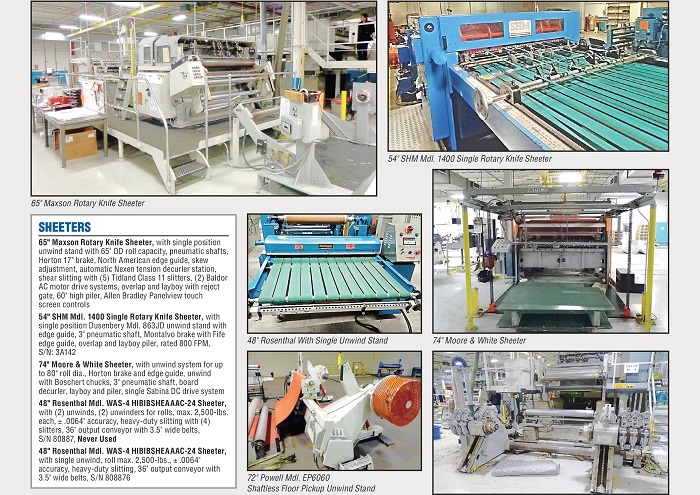 SHM
65" Maxson Rotary Knife Sheeter
54" SHM Mdl. 1400 Single Rotary Knife Sheeter
SHEETERS
65" Maxson Rotary Knife Sheeter, with single position
unwind stand with 65" OD roll capacity, pneumatic shafts,
Horton 17" brake, North American edge guide, skew
adjustment, automatic Nexen tension decurler station,
shear slitting with (5) Tidland Class 11 slitters, (2) Baldor
AC motor drive systems, overlap and layboy with reject
gate, 60" high piler, Allen Bradley Panelview touch
screen controls
54" SHM Mdl. 1400 Single Rotary Knife Sheeter, with
single position Dusenbery Mdl. 863JD unwind stand with
edge guide, 3" pneumatic shaft, Montalvo brake with Fife
edge guide, overlap and layboy piler, rated 800 FPM,
S/N: 3A142
74" Moore & White Sheeter, with unwind system for up
to 80" roll dia., Horton brake and edge guide, unwind
with Boschert chucks, 3" pneumatic shaft, board
decurler, layboy and piler, single Sabina DC drive system
48" Rosenthal Mdl. WAS-4 HIBIBSHEAAAC-24 Sheeter,
with (2) unwinds, (2) unwinders for rolls, max. 2,500-lbs.
each, ± .0064" accuracy, heavy-duty slitting with (4)
slitters, 36" output conveyor with 3.5" wide belts,
S/N 80887, Never Used
48" Rosenthal Mdl. WAS-4 HIBIBSHEAAAC-24 Sheeter,
with single unwind, roll max. 2,500-lbs., ± .0064"
accuracy, heavy-duty slitting, 36" output conveyor with
3.5" wide belts, S/N 808876
48" Rosenthal With Single Unwind Stand
74" Moore & White Sheeter
72" Powell Mdl. EP6060
Shaftless Floor Pickup Unwind Stand